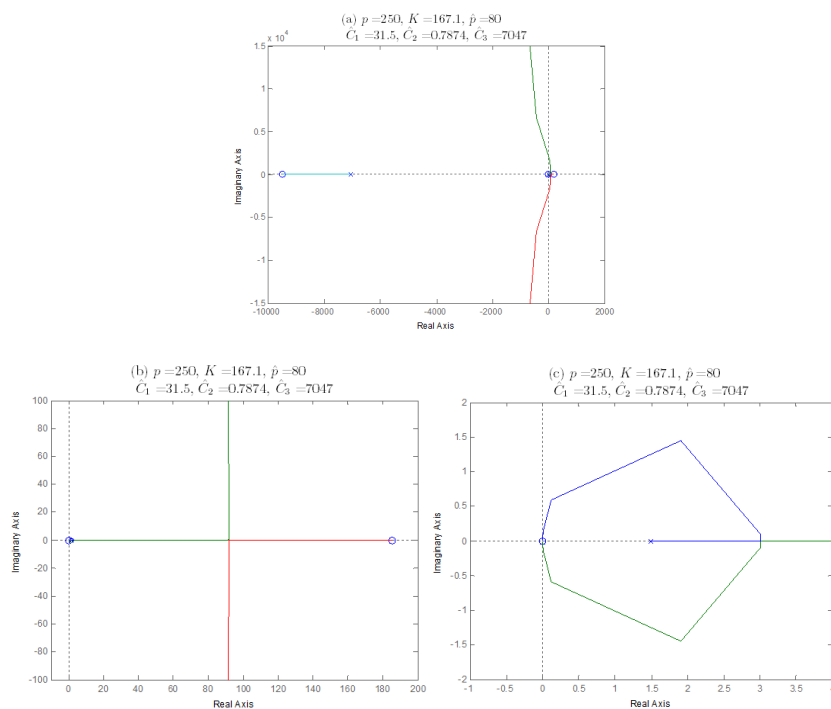 (a) p =250, K =167.1, p̂ =80
Ĉ₁ =31.5, Ĉ₂ =0.7874, Ĉ₃ =7047
x 10⁴
1.5
1
0.5
0
-0.5
-1
-1.5
Imaginary Axis
-10000 -8000 -6000 -4000 -2000 0 2000
Real Axis
(b) p =250, K =167.1, p̂ =80
Ĉ₁ =31.5, Ĉ₂ =0.7874, Ĉ₃ =7047
100
80
60
40
20
0
-20
-40
-60
-80
-100
Imaginary Axis
0 20 40 60 80 100 120 140 160 180 200
Real Axis
(c) p =250, K =167.1, p̂ =80
Ĉ₁ =31.5, Ĉ₂ =0.7874, Ĉ₃ =7047
2
1.5
1
0.5
0
-0.5
-1
-1.5
-2
Imaginary Axis
-1 -0.5 0 0.5 1 1.5 2 2.5 3 3.5 4
Real Axis